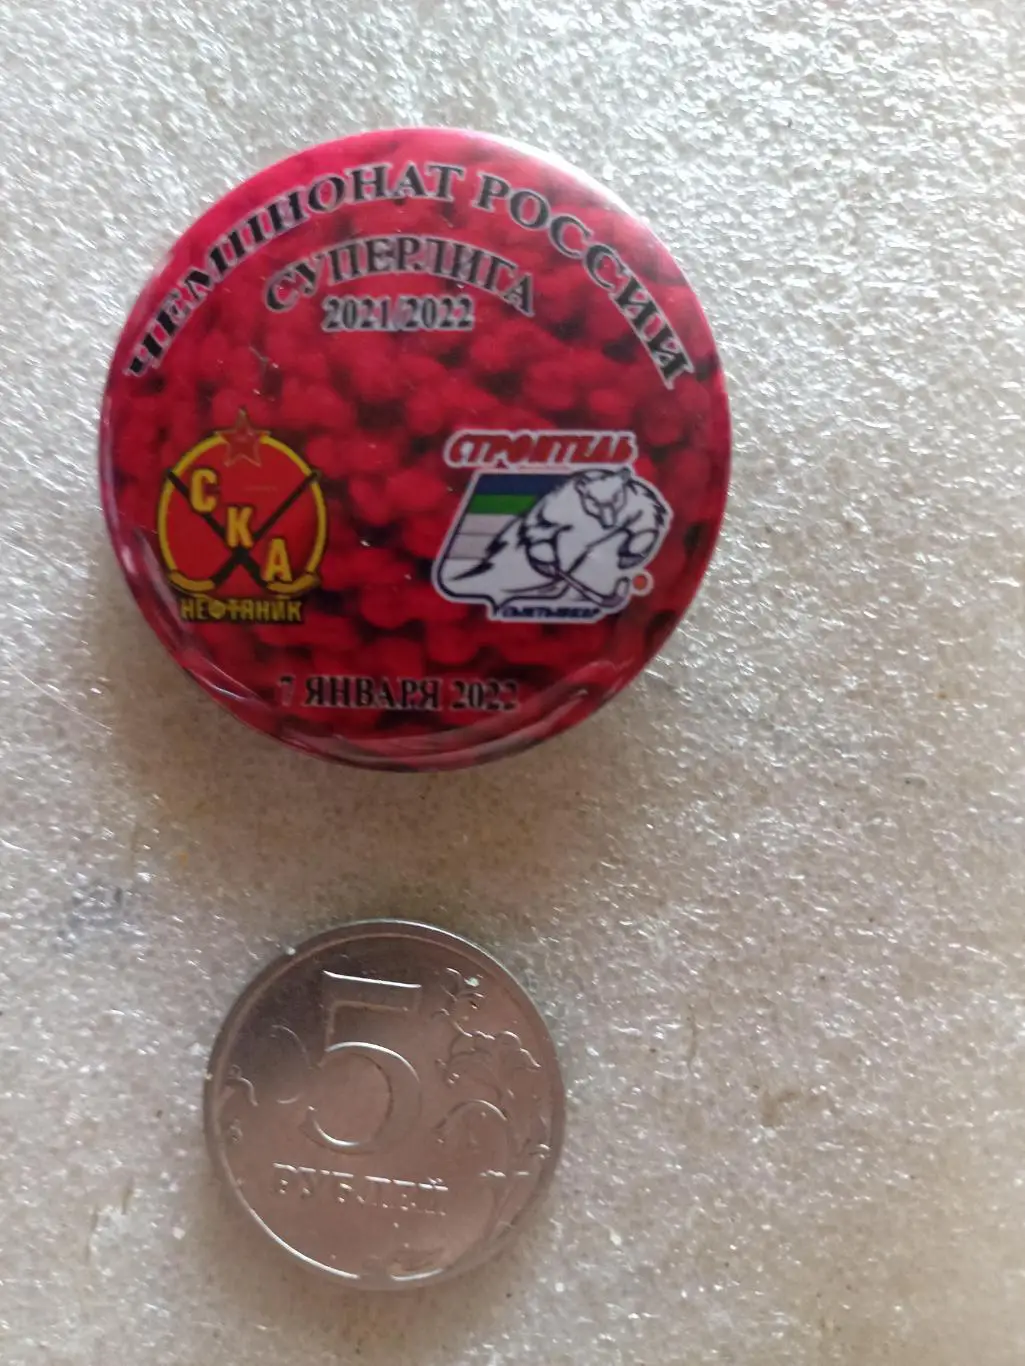 ЧЕМПИОНАТ РОССИИ
СУПЕРЛИГА
2021/2022
СКА
НЕФТЯНИК
СТРОИТЕЛЬ
СЫКТЫВКАР
7 ЯНВАРЯ 2022
5
РУБЛЕЙ